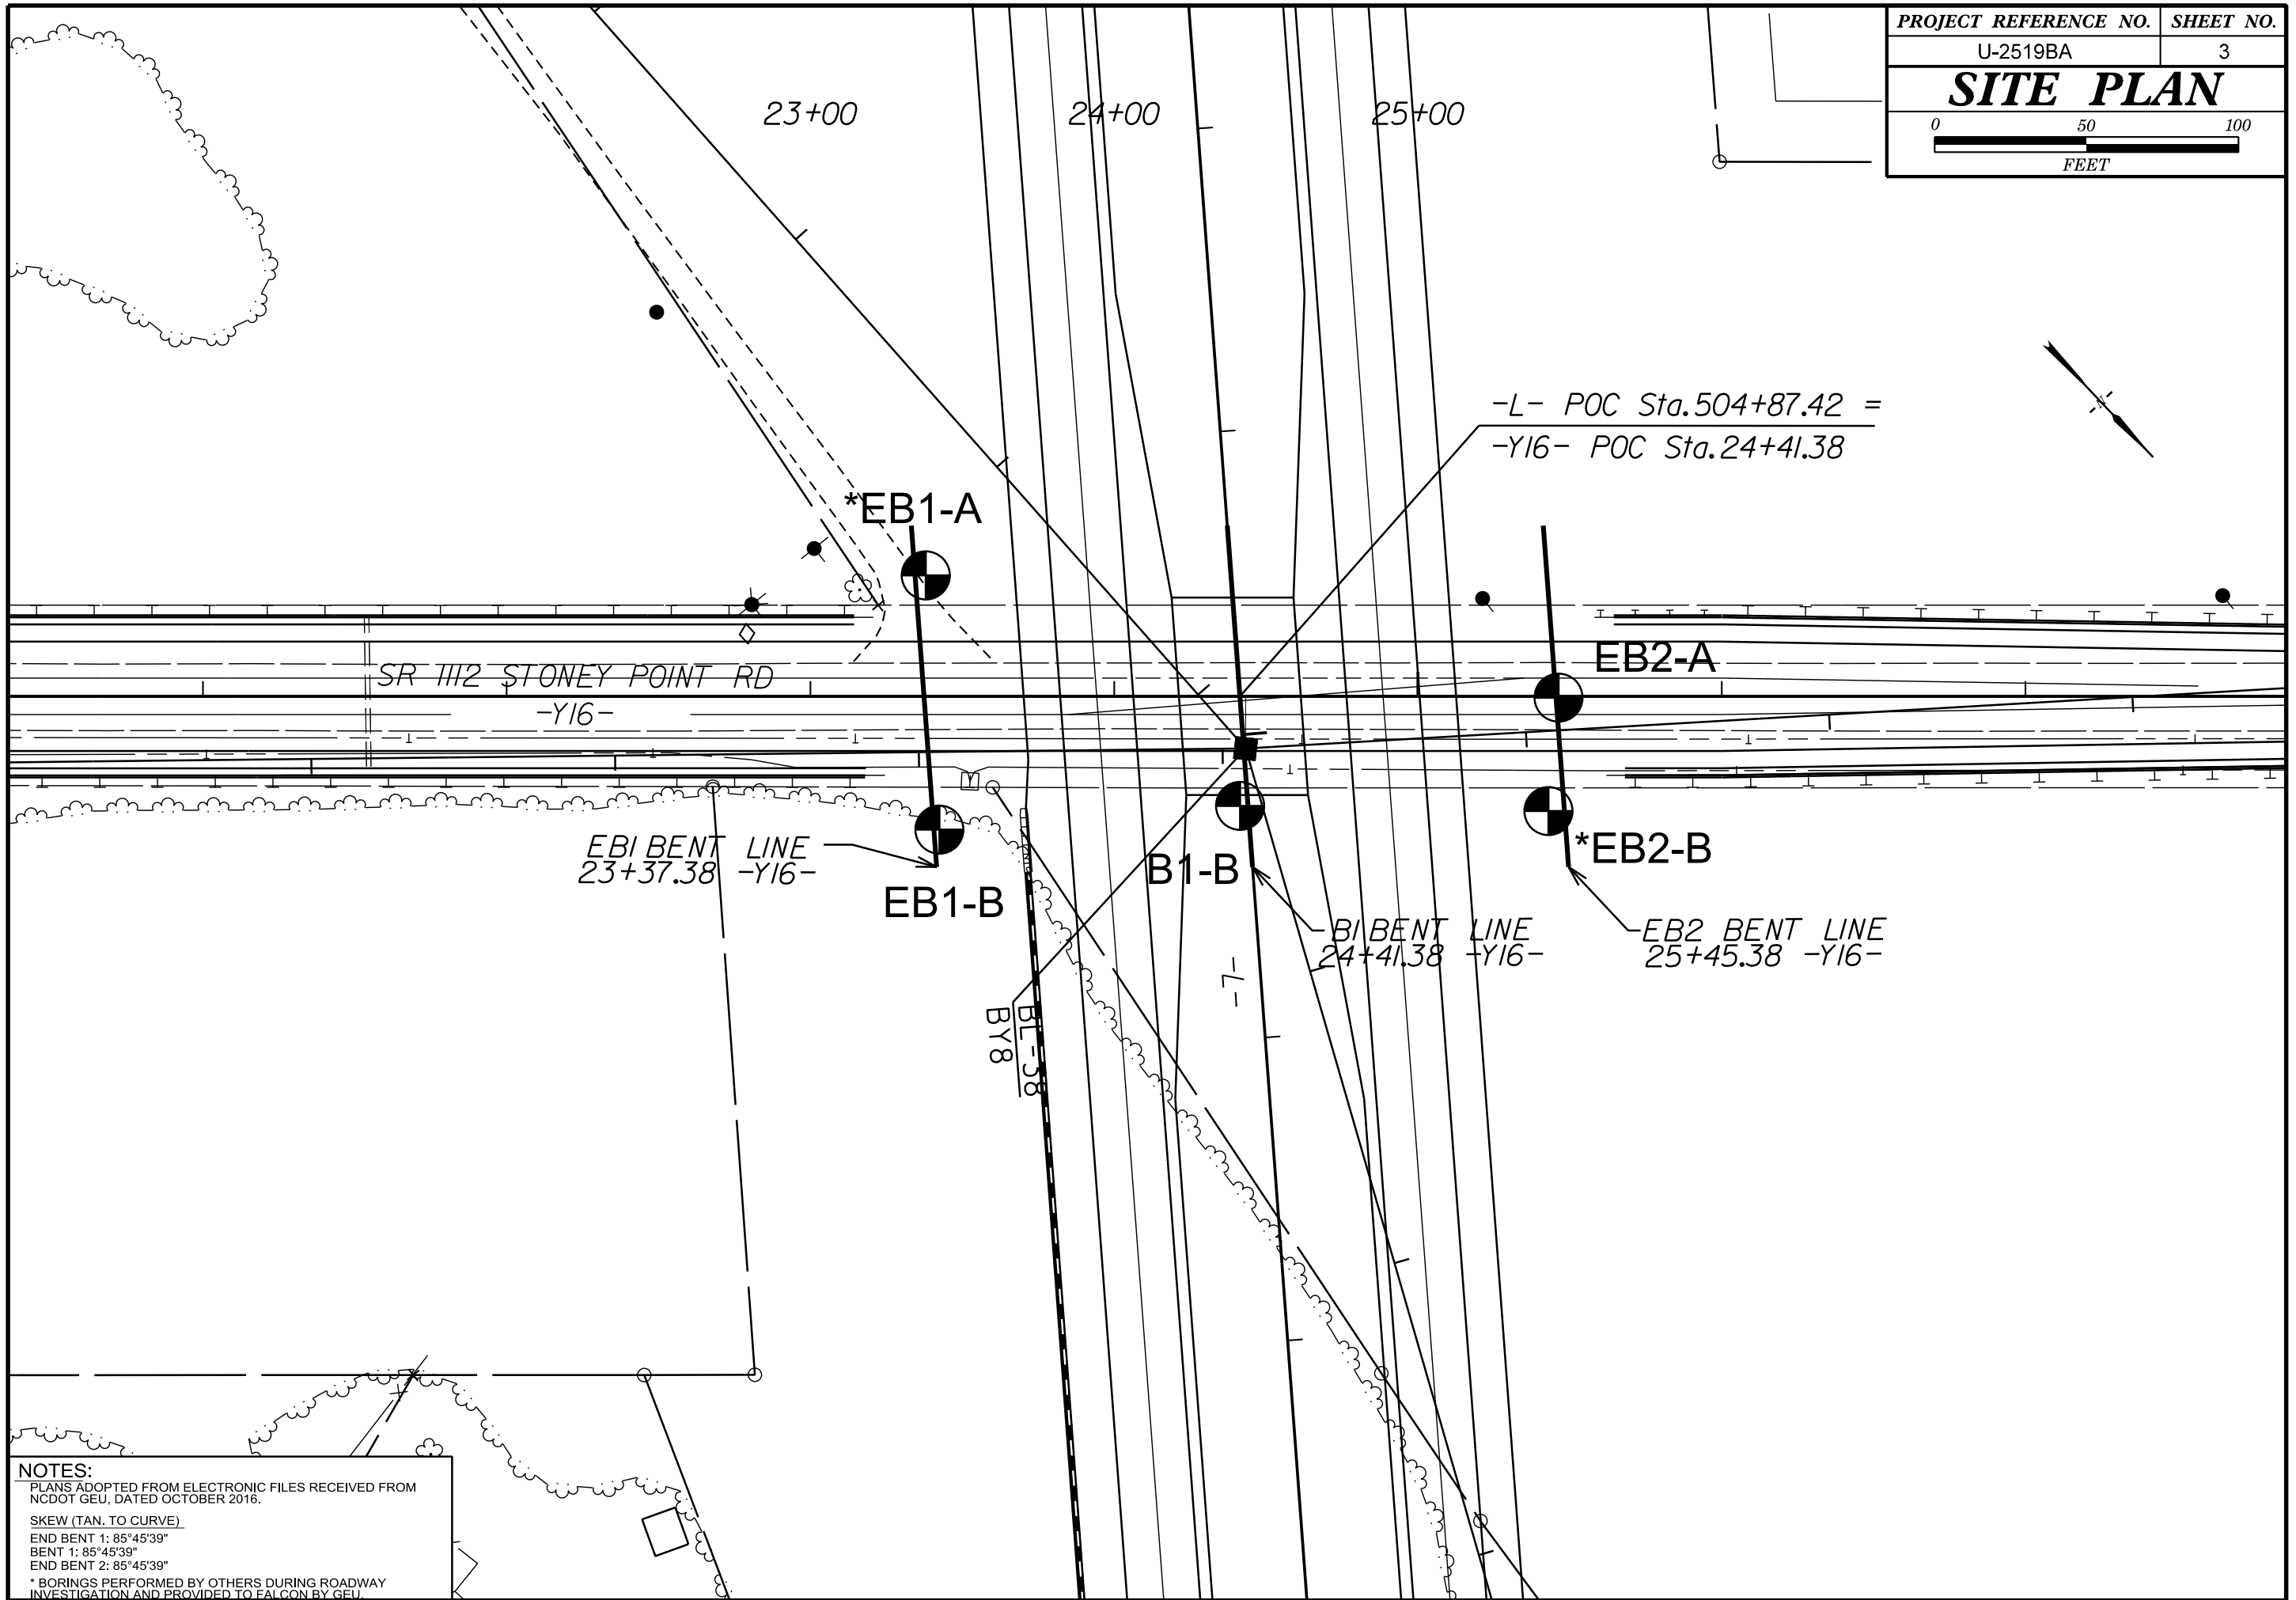 PROJECT REFERENCE NO. SHEET NO.
U-2519BA 3
SITE PLAN
0 50 100
FEET
23+00 24+00 25+00
-L- POC Sta.504+87.42 =
-Y16- POC Sta.24+41.38
*EB1-A
EB2-A
SR 1112 STONEY POINT RD
-Y16-
EB1 BENT LINE
23+37.38 -Y16-
EB1-B
B1-B
*EB2-B
B1 BENT LINE
24+41.38 -Y16-
EB2 BENT LINE
25+45.38 -Y16-
-L-
BL-38
BY8
NOTES:
PLANS ADOPTED FROM ELECTRONIC FILES RECEIVED FROM
NCDOT GEU, DATED OCTOBER 2016.
SKEW (TAN. TO CURVE)
END BENT 1: 85°45'39"
BENT 1: 85°45'39"
END BENT 2: 85°45'39"
* BORINGS PERFORMED BY OTHERS DURING ROADWAY
INVESTIGATION AND PROVIDED TO FALCON BY GEU.